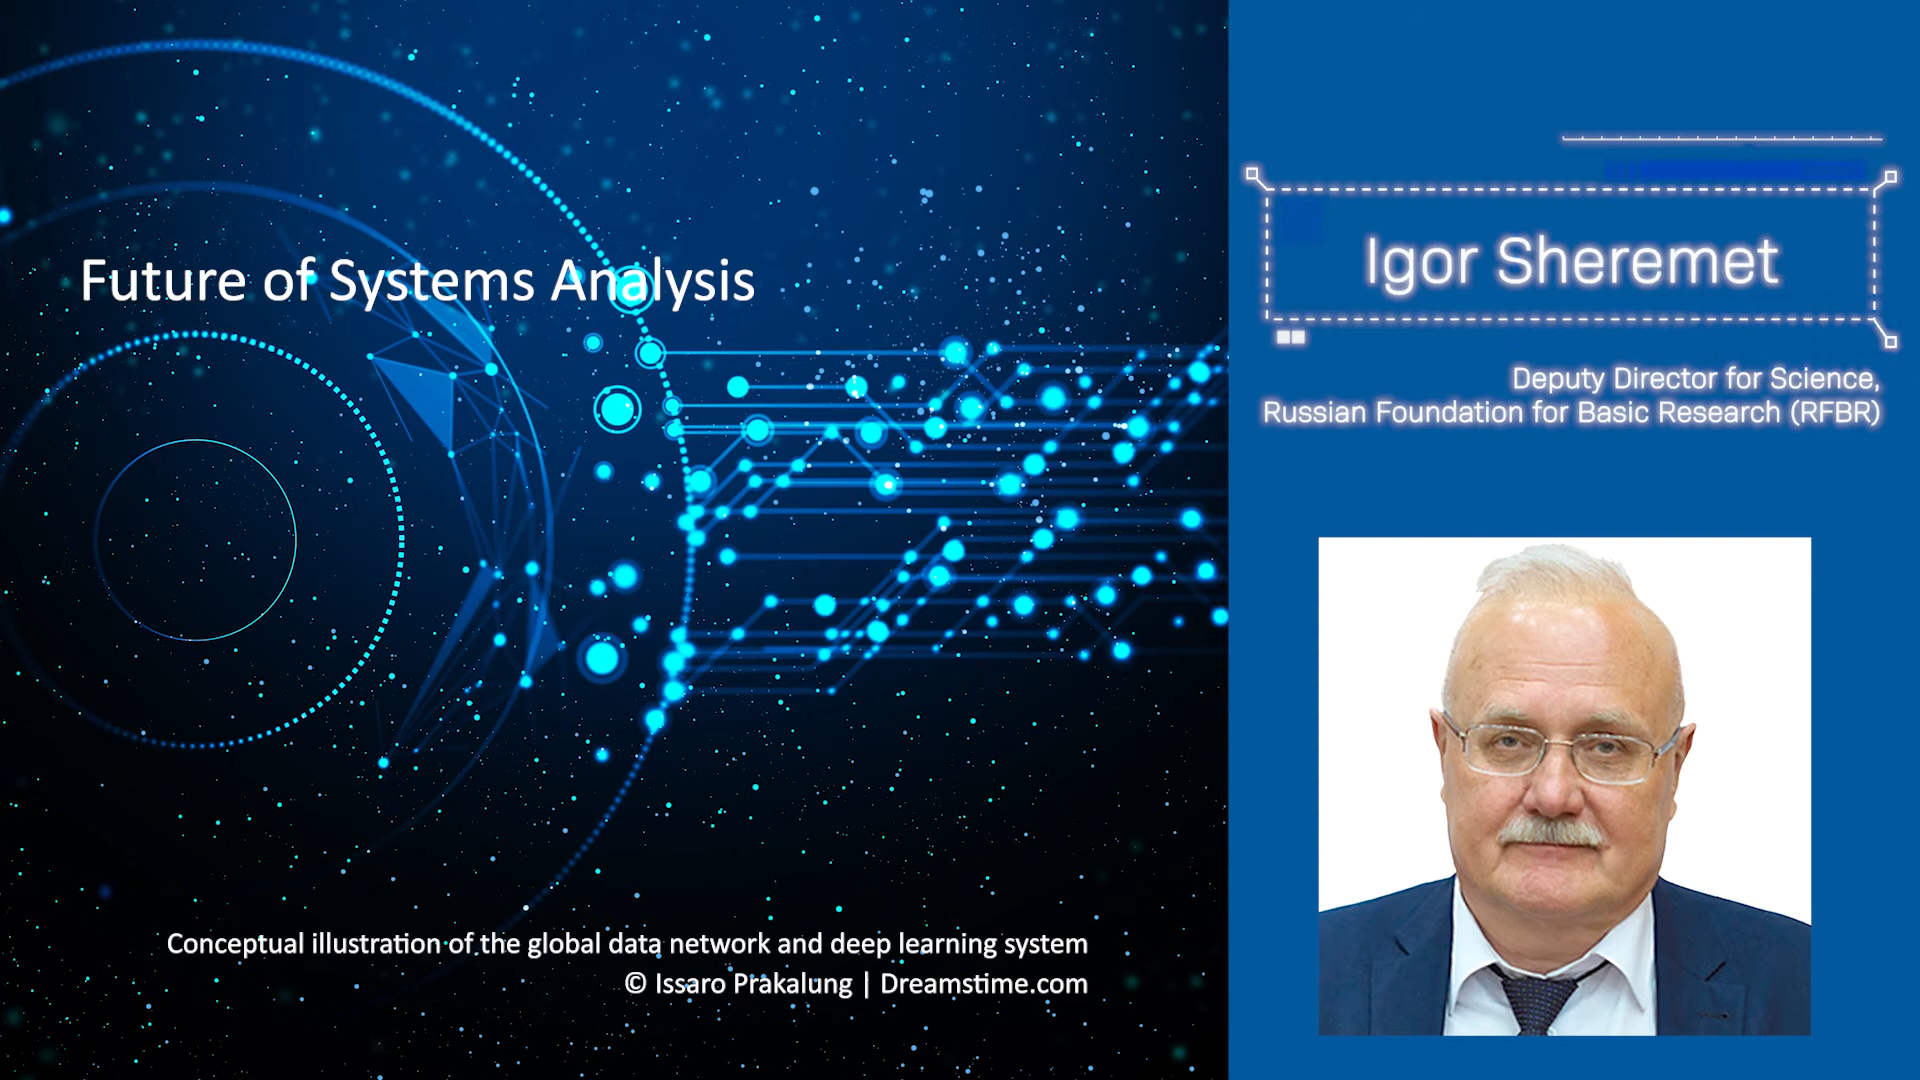 Future of Systems Analysis
Conceptual illustration of the global data network and deep learning system
© Issaro Prakalung | Dreamstime.com
Igor Sheremet
Deputy Director for Science,
Russian Foundation for Basic Research (RFBR)